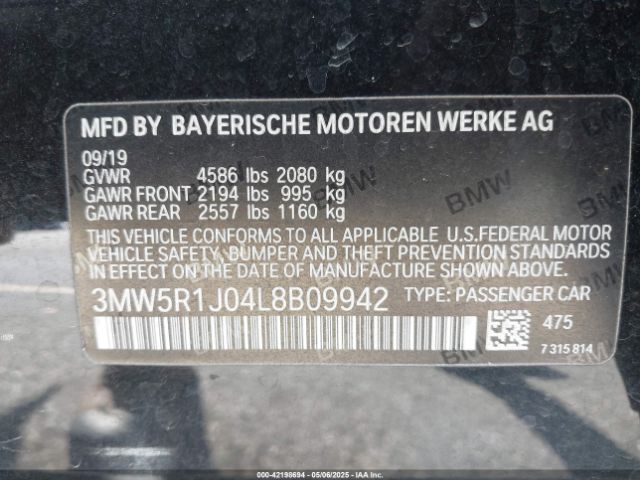 MFD BY BAYERISCHE MOTOREN WERKE AG
09/19
GVWR 4586 lbs 2080 kg
GAWR FRONT 2194 lbs 995 kg
GAWR REAR 2557 lbs 1160 kg
THIS VEHICLE CONFORMS TO ALL APPLICABLE U.S.FEDERAL MOTOR
VEHICLE SAFETY, BUMPER AND THEFT PREVENTION STANDARDS
IN EFFECT ON THE DATE OF MANUFACTURE SHOWN ABOVE.
3MW5R1J04L8B09942 TYPE: PASSENGER CAR
475
7 315 814
000-42198694 05/06/2025 - IAAI.CA